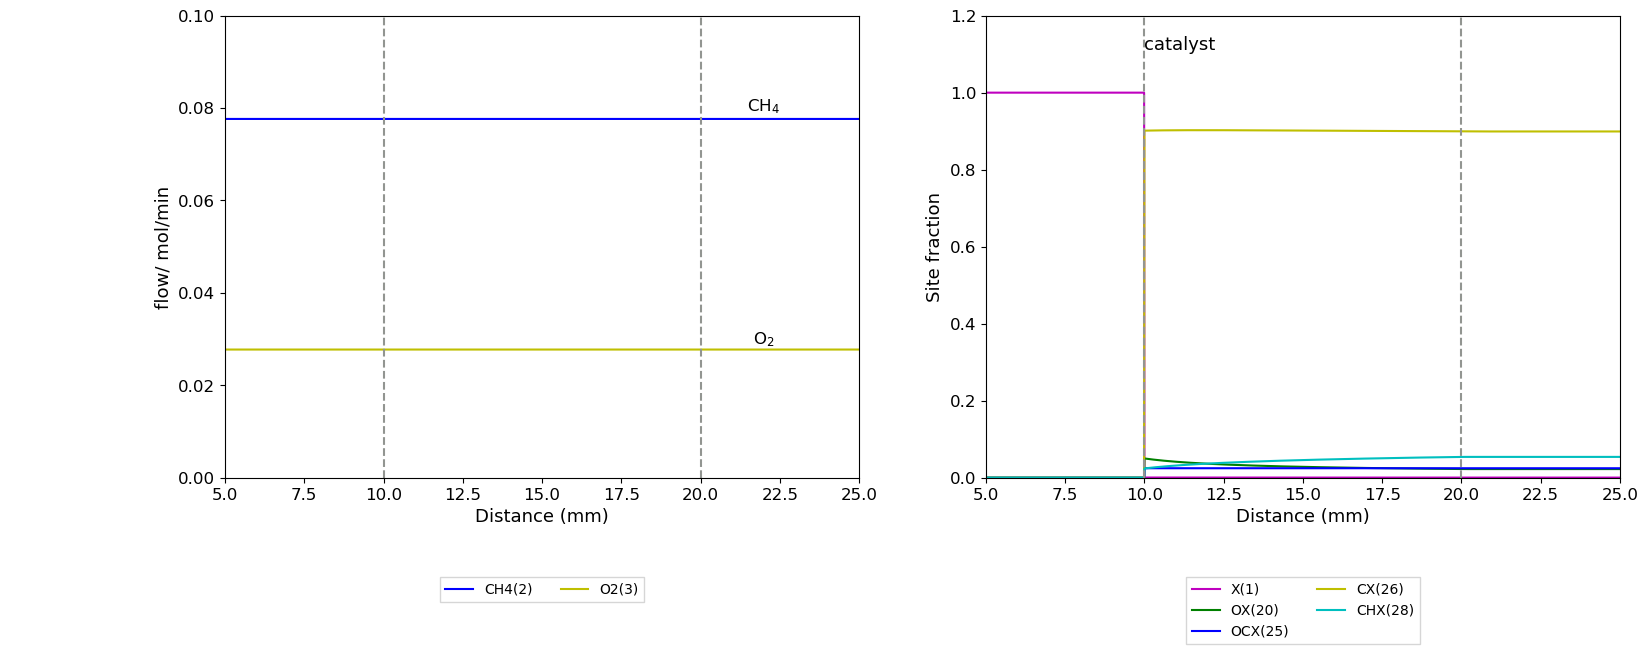 0.10
0.08
0.06
0.04
0.02
0.00
flow/ mol/min
CH₄
O₂
5.0 7.5 10.0 12.5 15.0 17.5 20.0 22.5 25.0
Distance (mm)
CH4(2) O2(3)
1.2
1.0
0.8
0.6
0.4
0.2
0.0
Site fraction
catalyst
5.0 7.5 10.0 12.5 15.0 17.5 20.0 22.5 25.0
Distance (mm)
X(1) CX(26)
OX(20) CHX(28)
OCX(25)